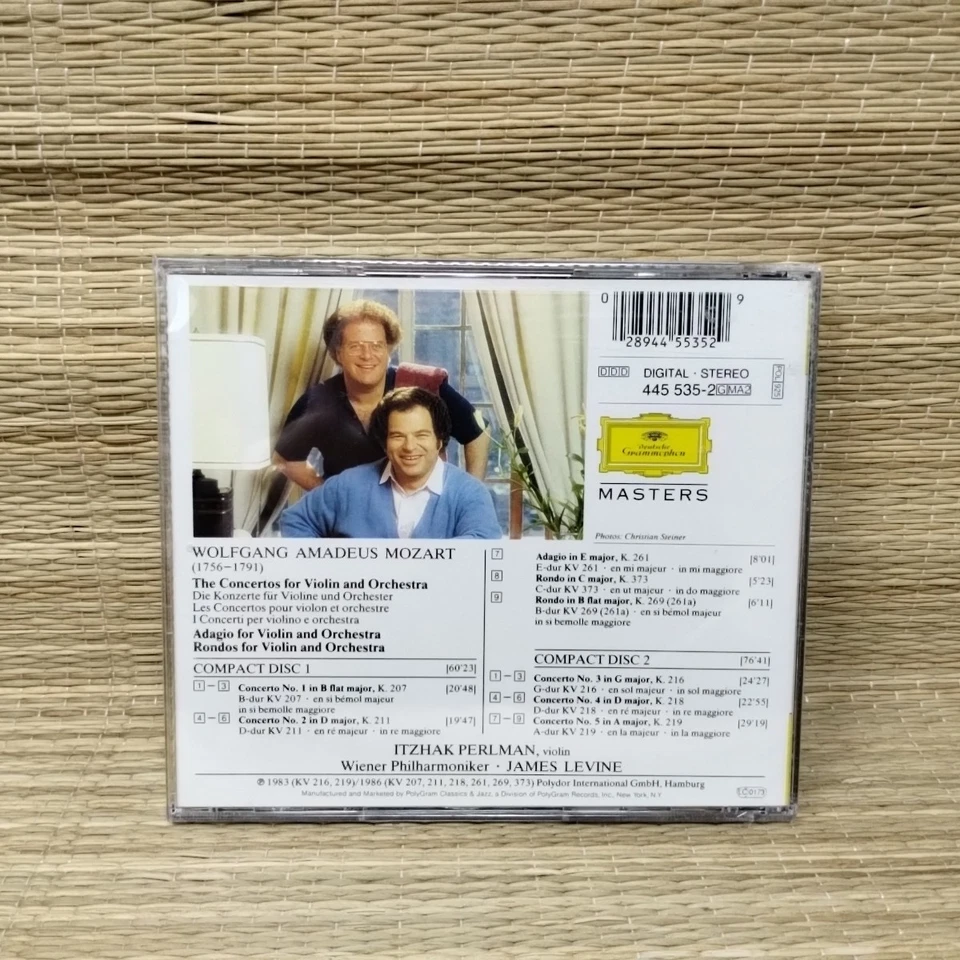 0 28944 55352 9
DDD DIGITAL · STEREO
445 535-2 GMA2
Deutsche
Grammophon
MASTERS
Photos: Christian Steiner
WOLFGANG AMADEUS MOZART
(1756–1791)
The Concertos for Violin and Orchestra
Die Konzerte für Violine und Orchester
Les Concertos pour violon et orchestre
I Concerti per violino e orchestra
Adagio for Violin and Orchestra
Rondos for Violin and Orchestra
COMPACT DISC 1 [60'23]
1 – 3 Concerto No. 1 in B flat major, K. 207 [20'48]
B-dur KV 207 · en si bémol majeur
in si bemolle maggiore
4 – 6 Concerto No. 2 in D major, K. 211 [19'47]
D-dur KV 211 · en ré majeur · in re maggiore
7 Adagio in E major, K. 261 [8'01]
E-dur KV 261 · en mi majeur · in mi maggiore
8 Rondo in C major, K. 373 [5'23]
C-dur KV 373 · en ut majeur · in do maggiore
9 Rondo in B flat major, K. 269 (261a) [6'11]
B-dur KV 269 (261a) · en si bémol majeur
in si bemolle maggiore
COMPACT DISC 2 [76'41]
1 – 3 Concerto No. 3 in G major, K. 216 [24'27]
G-dur KV 216 · en sol majeur · in sol maggiore
4 – 6 Concerto No. 4 in D major, K. 218 [22'55]
D-dur KV 218 · en ré majeur · in re maggiore
7 – 9 Concerto No. 5 in A major, K. 219 [29'19]
A-dur KV 219 · en la majeur · in la maggiore
ITZHAK PERLMAN, violin
Wiener Philharmoniker · JAMES LEVINE
℗ 1983 (KV 216, 219)/1986 (KV 207, 211, 218, 261, 269, 373) Polydor International GmbH, Hamburg
Manufactured and Marketed by PolyGram Classics & Jazz, a Division of PolyGram Records, Inc., New York, N.Y.